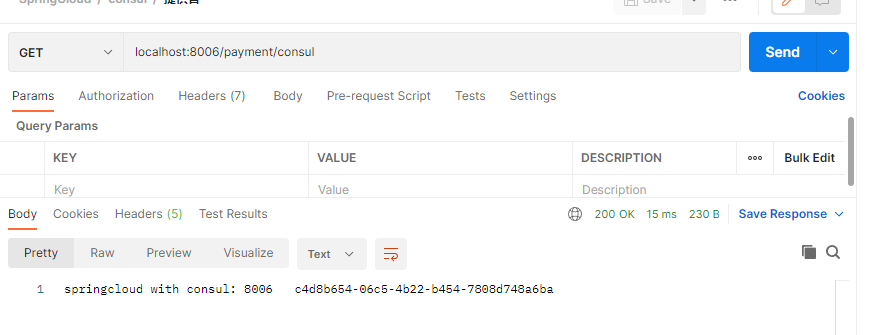 SpringCloud / consul / 提供者
Save
GET
localhost:8006/payment/consul
Send
Params Authorization Headers (7) Body Pre-request Script Tests Settings Cookies
Query Params
KEY VALUE DESCRIPTION Bulk Edit
Key Value Description
Body Cookies Headers (5) Test Results 200 OK 15 ms 230 B Save Response
Pretty Raw Preview Visualize Text
1 springcloud with consul: 8006 c4d8b654-06c5-4b22-b454-7808d748a6ba